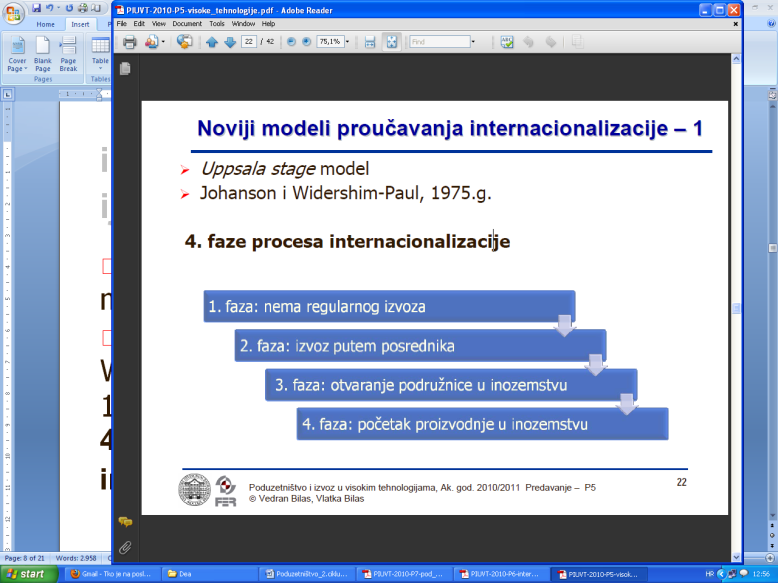 PIUVT-2010-P5-visoke_tehnologije.pdf - Adobe Reader
Home Insert
File Edit View Document Tools Window Help
22 / 42 75,1% Find
Cover Page Blank Page Page Break Table
Pages Tables
Noviji modeli proučavanja internacionalizacije – 1
Uppsala stage model
Johanson i Widershim-Paul, 1975.g.
4. faze procesa internacionalizacije
1. faza: nema regularnog izvoza
2. faza: izvoz putem posrednika
3. faza: otvaranje podružnice u inozemstvu
4. faza: početak proizvodnje u inozemstvu
FER
Poduzetništvo i izvoz u visokim tehnologijama, Ak. god. 2010/2011 Predavanje – P5
© Vedran Bilas, Vlatka Bilas
22
Page: 8 of 21 Words: 2.958
start Gmail - Tko je na posl... Dea Poduzetništvo_2.ciklu... PIUVT-2010-P7-pod_... PIUVT-2010-P6-inter... PIUVT-2010-P5-visok... HR 12:56